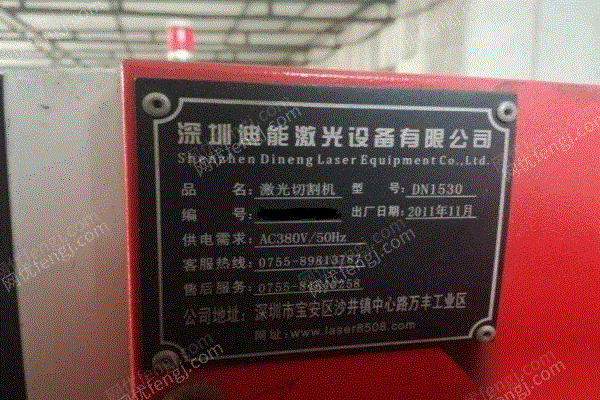 深圳迪能激光设备有限公司
Shenzhen Dineng Laser Equipment Co.,Ltd.
品 名：激光切割机 型 号：DN1530
编 号： 出厂日期：2011年11月
供电需求：AC380V/50Hz
客服热线：0755-89813787
售后服务：
公司地址：深圳市宝安区沙井镇中心路万丰工业区
网址：www.laser8508.com